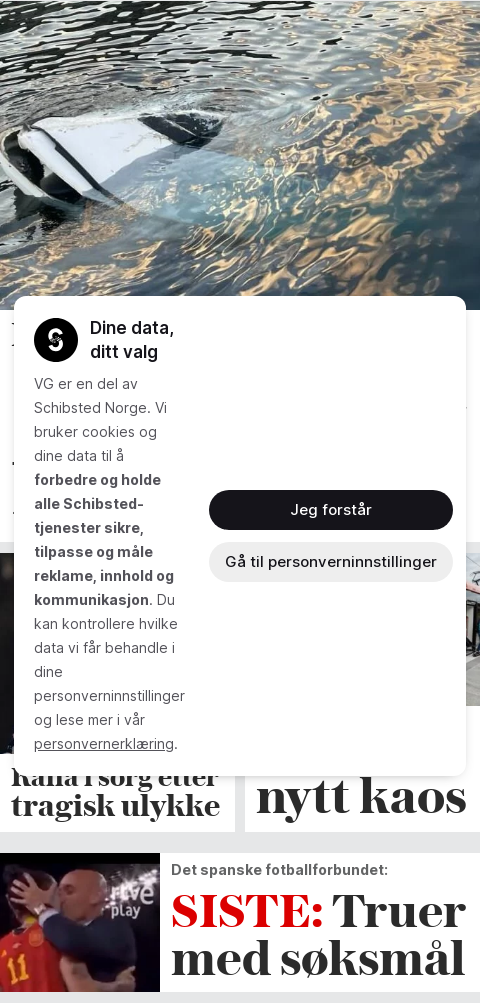 Dine data,
ditt valg
VG er en del av
Schibsted Norge. Vi
bruker cookies og
dine data til å
forbedre og holde
alle Schibsted-
tjenester sikre,
tilpasse og måle
reklame, innhold og
kommunikasjon. Du
kan kontrollere hvilke
data vi får behandle i
dine
personverninnstillinger
og lese mer i vår
personvernerklæring.
Jeg forstår
Gå til personverninnstillinger
i sorg etter
tragisk ulykke
nytt kaos
rtve
play
11
Det spanske fotballforbundet:
SISTE: Truer
med søksmål